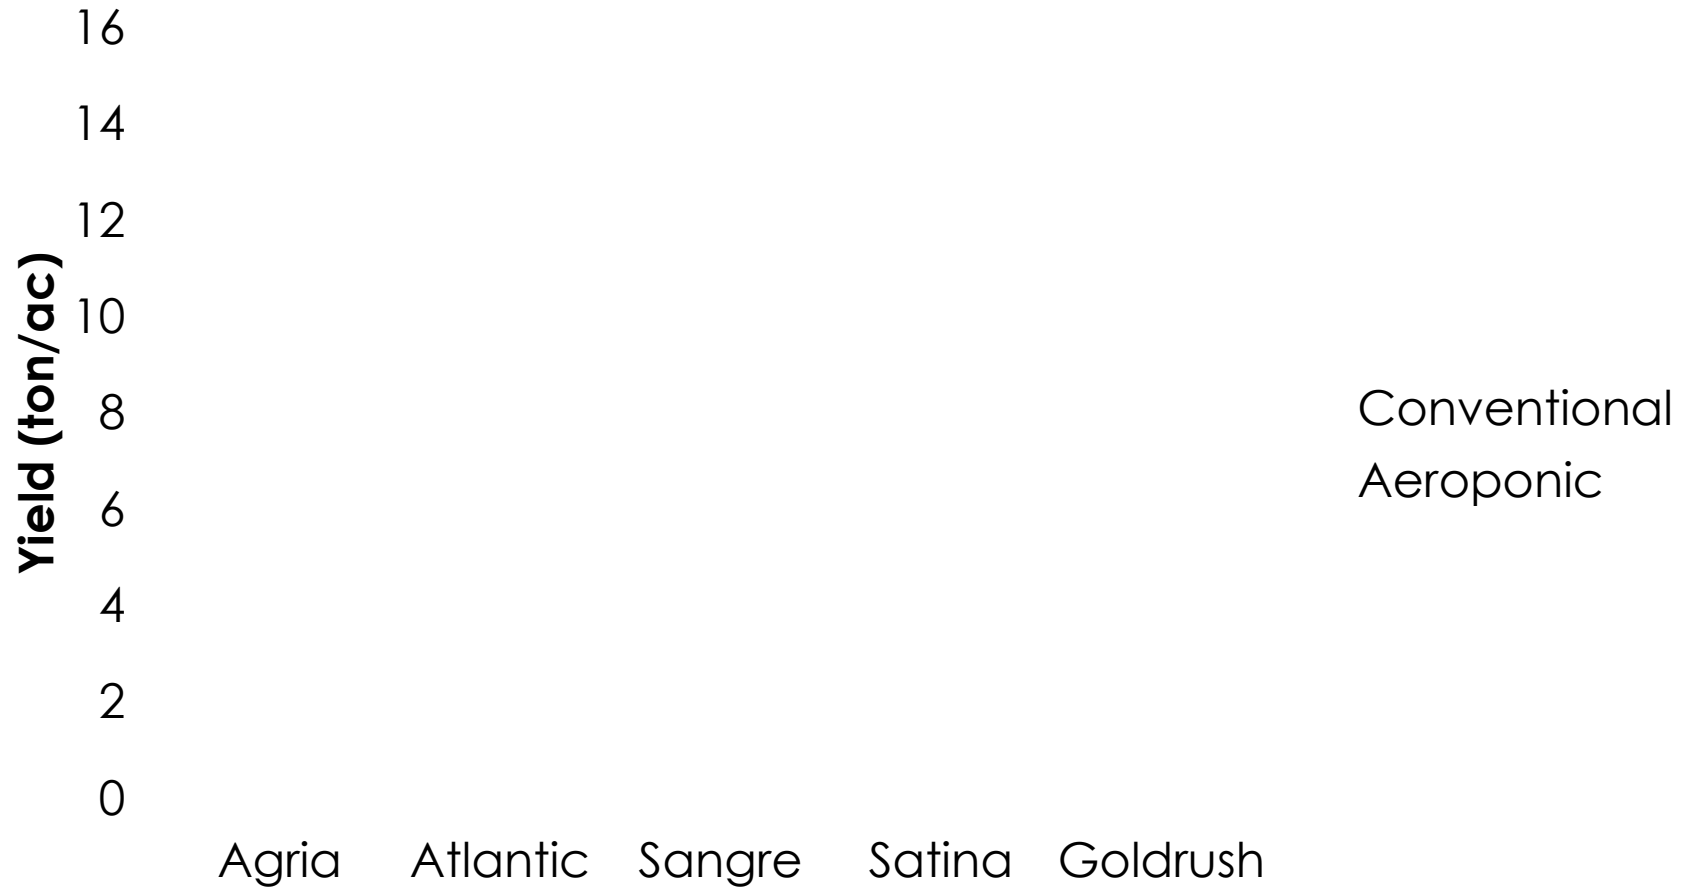 16
14
12
10
8
6
4
2
0
Yield (ton/ac)
Agria Atlantic Sangre Satina Goldrush
Conventional
Aeroponic